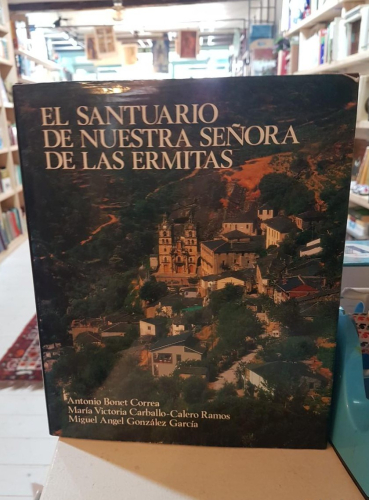 EL SANTUARIO
DE NUESTRA SEÑORA
DE LAS ERMITAS
Antonio Bonet Correa
María Victoria Carballo-Calero Ramos
Miguel Angel González García